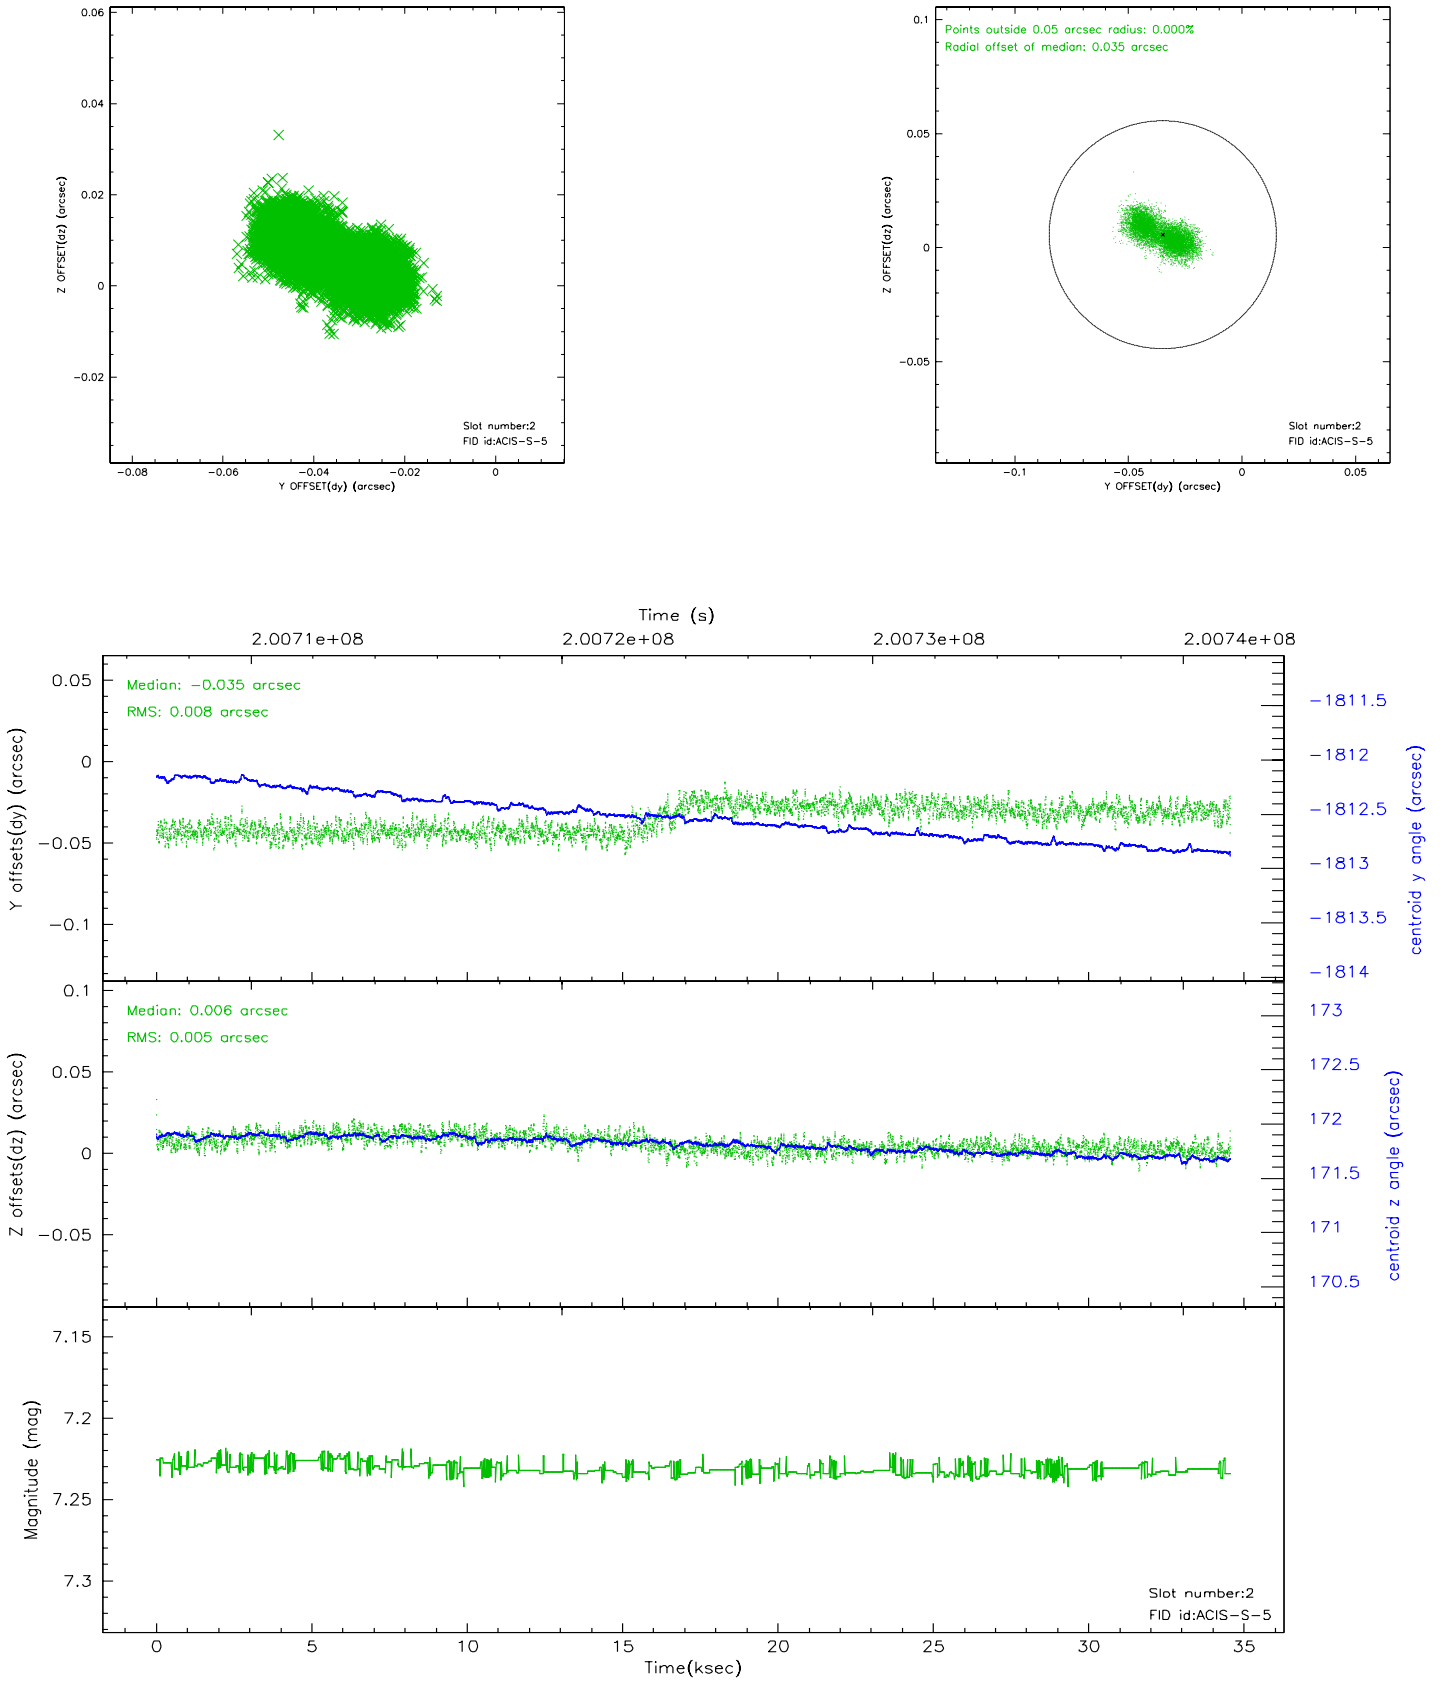 0.06
0.04
0.02
0
−0.02
Z OFFSET(dz) (arcsec)
Slot number:2
FID id:ACIS−S−5
−0.08 −0.06 −0.04 −0.02 0
Y OFFSET(dy) (arcsec)
Points outside 0.05 arcsec radius: 0.000%
Radial offset of median: 0.035 arcsec
0.1
0.05
0
−0.05
Z OFFSET(dz) (arcsec)
Slot number:2
FID id:ACIS−S−5
−0.1 −0.05 0 0.05
Y OFFSET(dy) (arcsec)
Time (s)
2.0071e+08 2.0072e+08 2.0073e+08 2.0074e+08
Median: −0.035 arcsec
RMS: 0.008 arcsec
0.05
0
−0.05
−0.1
Y offsets(dy) (arcsec)
−1811.5
−1812
−1812.5
−1813
−1813.5
−1814
centroid y angle (arcsec)
Median: 0.006 arcsec
RMS: 0.005 arcsec
0.1
0.05
0
−0.05
Z offsets(dz) (arcsec)
173
172.5
172
171.5
171
170.5
centroid z angle (arcsec)
7.15
7.2
7.25
7.3
Magnitude (mag)
Slot number:2
FID id:ACIS−S−5
0 5 10 15 20 25 30 35
Time(ksec)